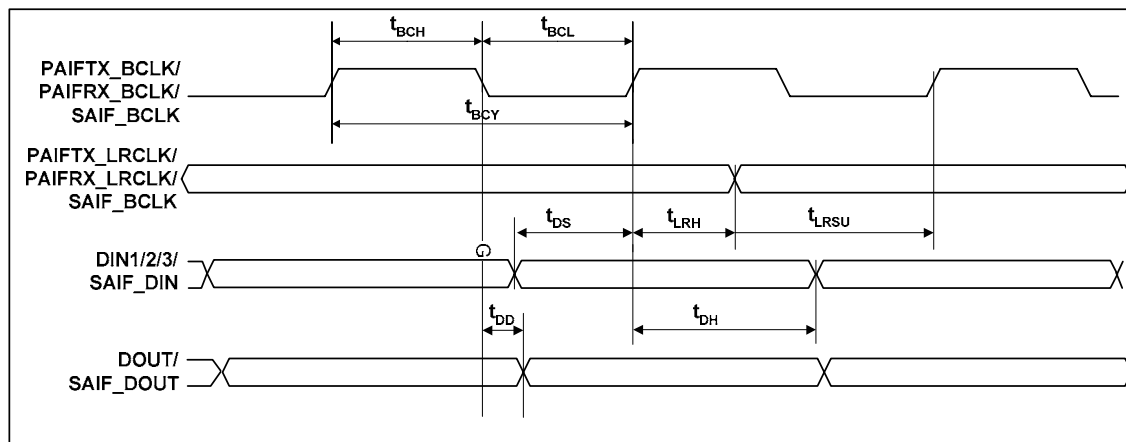 tBCH tBCL
PAIFTX_BCLK/
PAIFRX_BCLK/
SAIF_BCLK
tBCY
PAIFTX_LRCLK/
PAIFRX_LRCLK/
SAIF_BCLK
tDS tLRH tLRSU
DIN1/2/3/
SAIF_DIN
G
tDD tDH
DOUT/
SAIF_DOUT